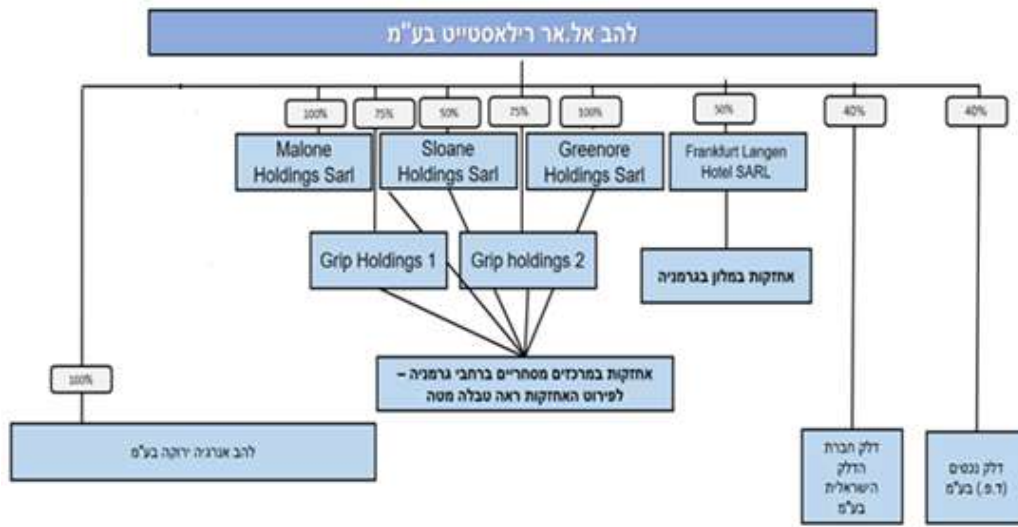 להב אל.אר רילאסטייט בע"מ
100%
75%
50%
75%
100%
50%
40%
40%
Malone
Holdings Sarl
Sloane
Holdings Sarl
Greenore
Holdings Sarl
Frankfurt Langen
Hotel SARL
Grip Holdings 1
Grip holdings 2
אחזקות במלון בגרמניה
אחזקות במרכזים מסחריים ברחבי גרמניה –
לפירוט האחזקות ראה טבלה מטה
100%
להב אנרגיה ירוקה בע"מ
דלק חברת
הדלק
הישראלית
בע"מ
דלק נכסים
(ד.פ.) בע"מ